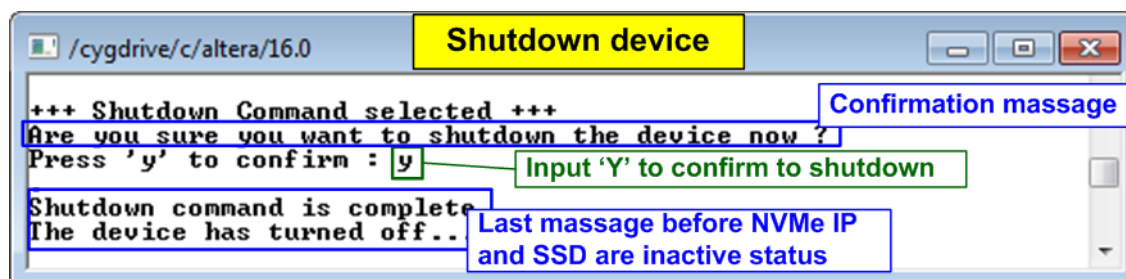 Shutdown device
/cygdrive/c/altera/16.0
+++ Shutdown Command selected +++
Confirmation massage
Are you sure you want to shutdown the device now ?
Press 'y' to confirm : y
Input ‘Y’ to confirm to shutdown
Shutdown command is complete
The device has turned off...
Last massage before NVMe IP
and SSD are inactive status